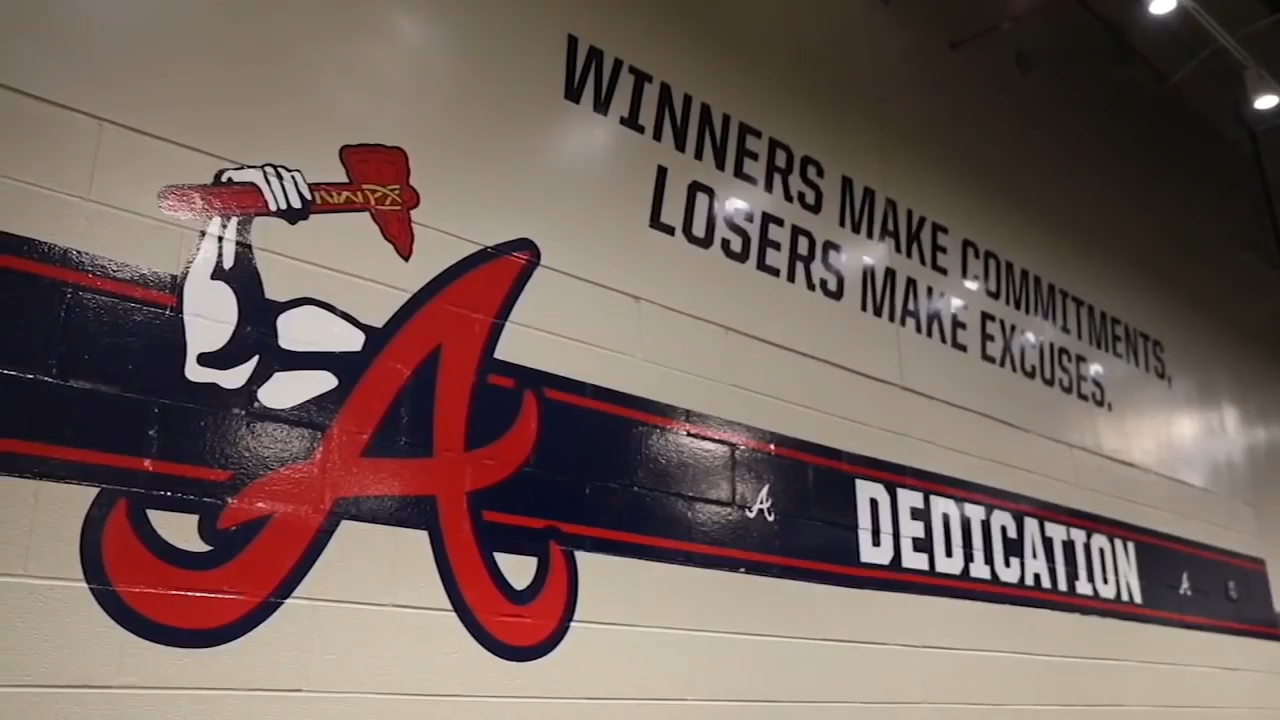 WINNERS MAKE COMMITMENTS,
LOSERS MAKE EXCUSES.
A
A
DEDICATION
A